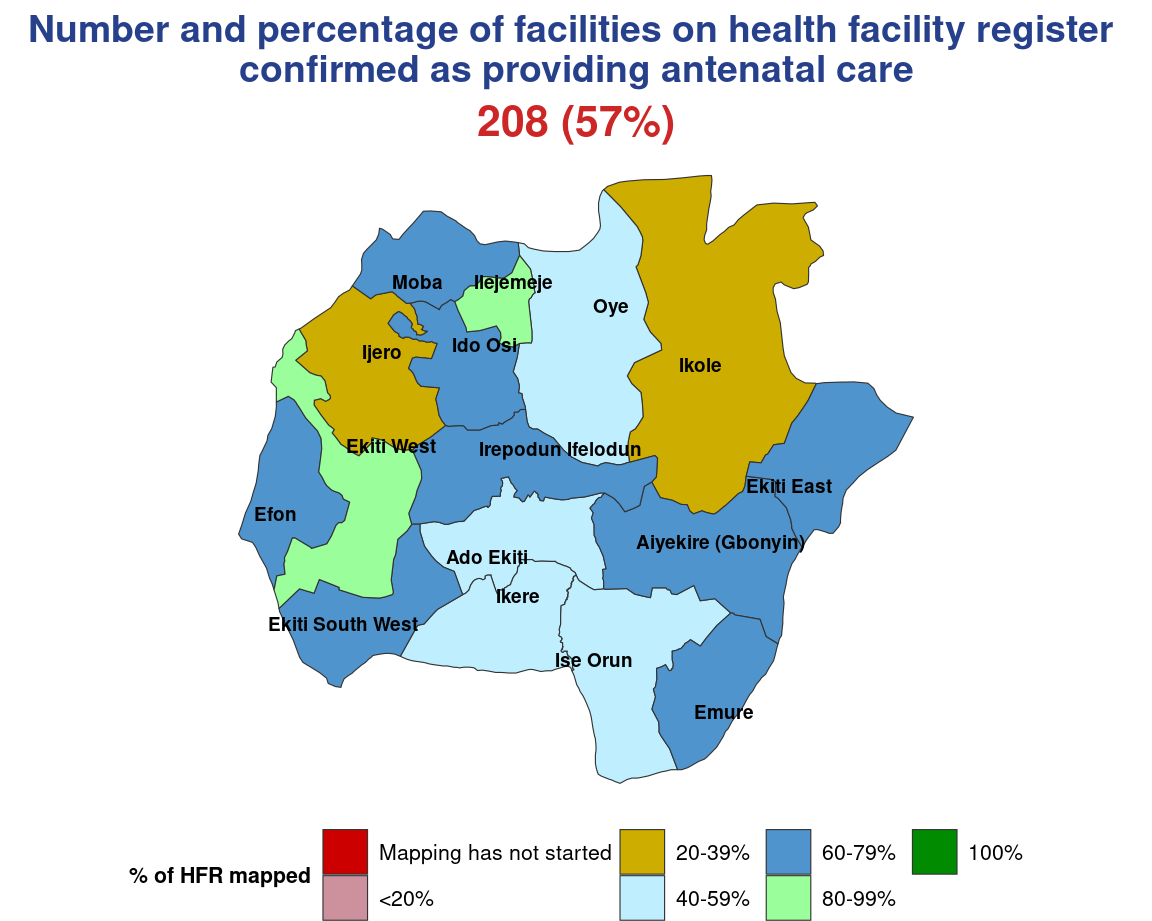 Number and percentage of facilities on health facility register
confirmed as providing antenatal care
208 (57%)
Moba
Ilejemeje
Oye
Ido Osi
Ijero
Ikole
Ekiti West
Irepodun Ifelodun
Ekiti East
Efon
Aiyekire (Gbonyin)
Ado Ekiti
Ikere
Ekiti South West
Ise Orun
Emure
% of HFR mapped
Mapping has not started
<20%
20-39%
40-59%
60-79%
80-99%
100%